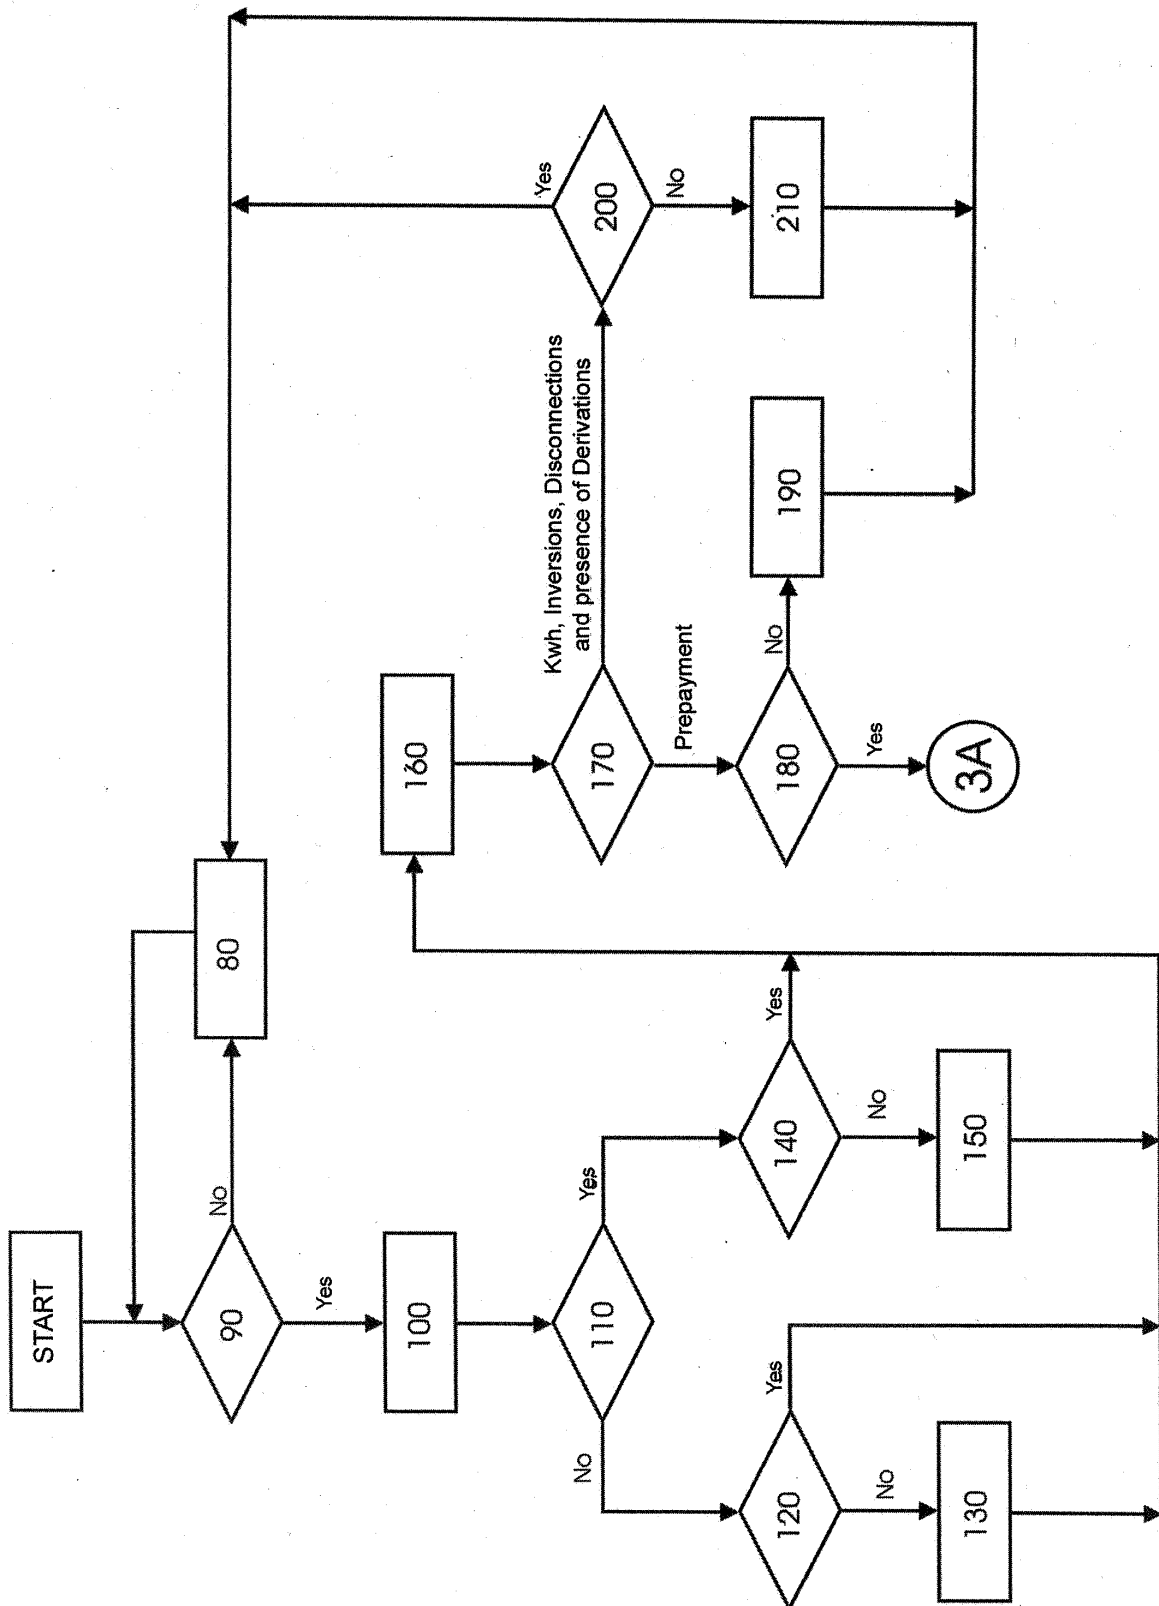 START
90
No
Yes
80
100
110
No
Yes
120
Yes
No
130
140
Yes
No
150
160
170
Kwh, Inversions, Disconnections
and presence of Derivations
Prepayment
180
No
Yes
3A
190
200
Yes
No
210